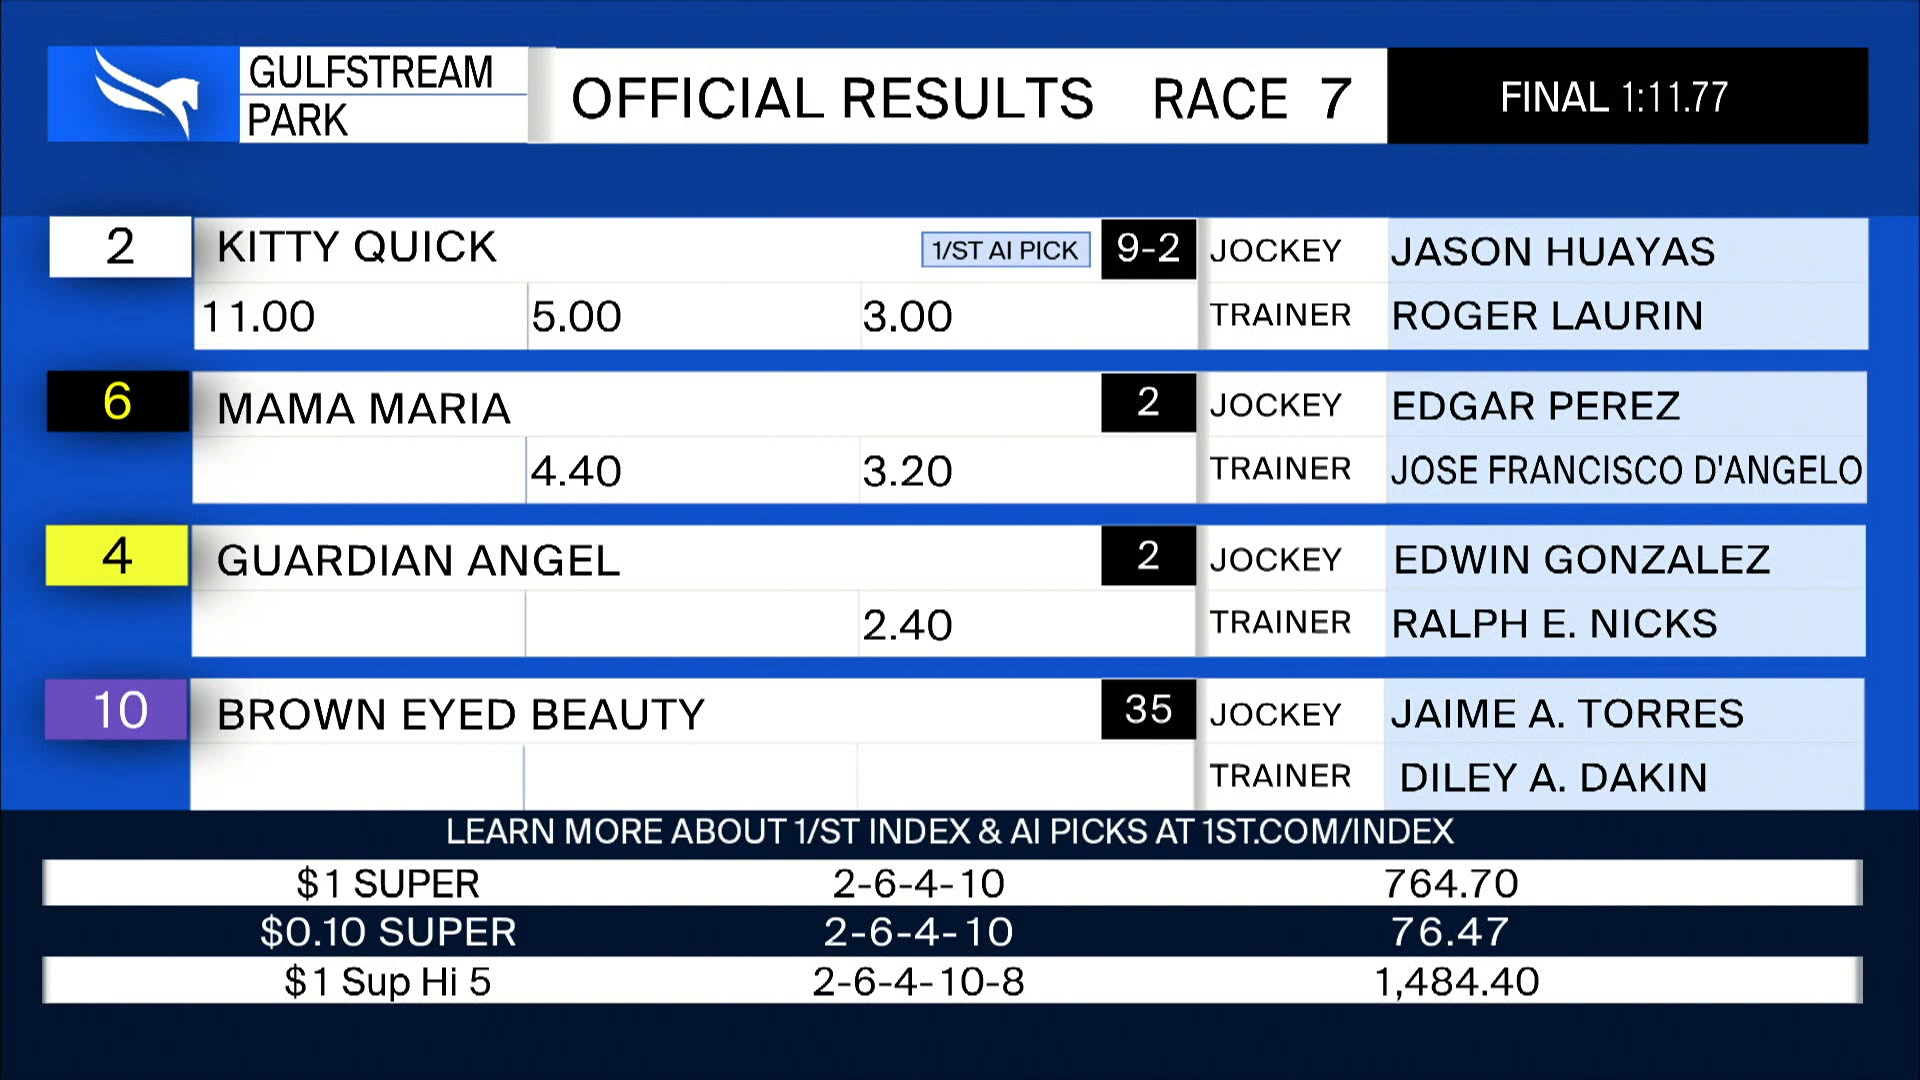 GULFSTREAM
PARK
OFFICIAL RESULTS RACE 7
FINAL 1:11.77
2 KITTY QUICK 1/ST AI PICK 9-2 JOCKEY JASON HUAYAS
11.00 5.00 3.00 TRAINER ROGER LAURIN
6 MAMA MARIA 2 JOCKEY EDGAR PEREZ
4.40 3.20 TRAINER JOSE FRANCISCO D'ANGELO
4 GUARDIAN ANGEL 2 JOCKEY EDWIN GONZALEZ
2.40 TRAINER RALPH E. NICKS
10 BROWN EYED BEAUTY 35 JOCKEY JAIME A. TORRES
TRAINER DILEY A. DAKIN
LEARN MORE ABOUT 1/ST INDEX & AI PICKS AT 1ST.COM/INDEX
$1 SUPER 2-6-4-10 764.70
$0.10 SUPER 2-6-4-10 76.47
$1 Sup Hi 5 2-6-4-10-8 1,484.40